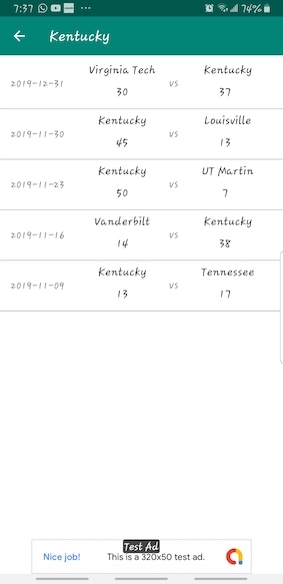 7:37 ... 74%
Kentucky
Virginia Tech Kentucky
2019-12-31 vs
30 37
Kentucky Louisville
2019-11-30 vs
45 13
Kentucky UT Martin
2019-11-23 vs
50 7
Vanderbilt Kentucky
2019-11-16 vs
14 38
Kentucky Tennessee
2019-11-09 vs
13 17
Test Ad
Nice job! This is a 320x50 test ad.